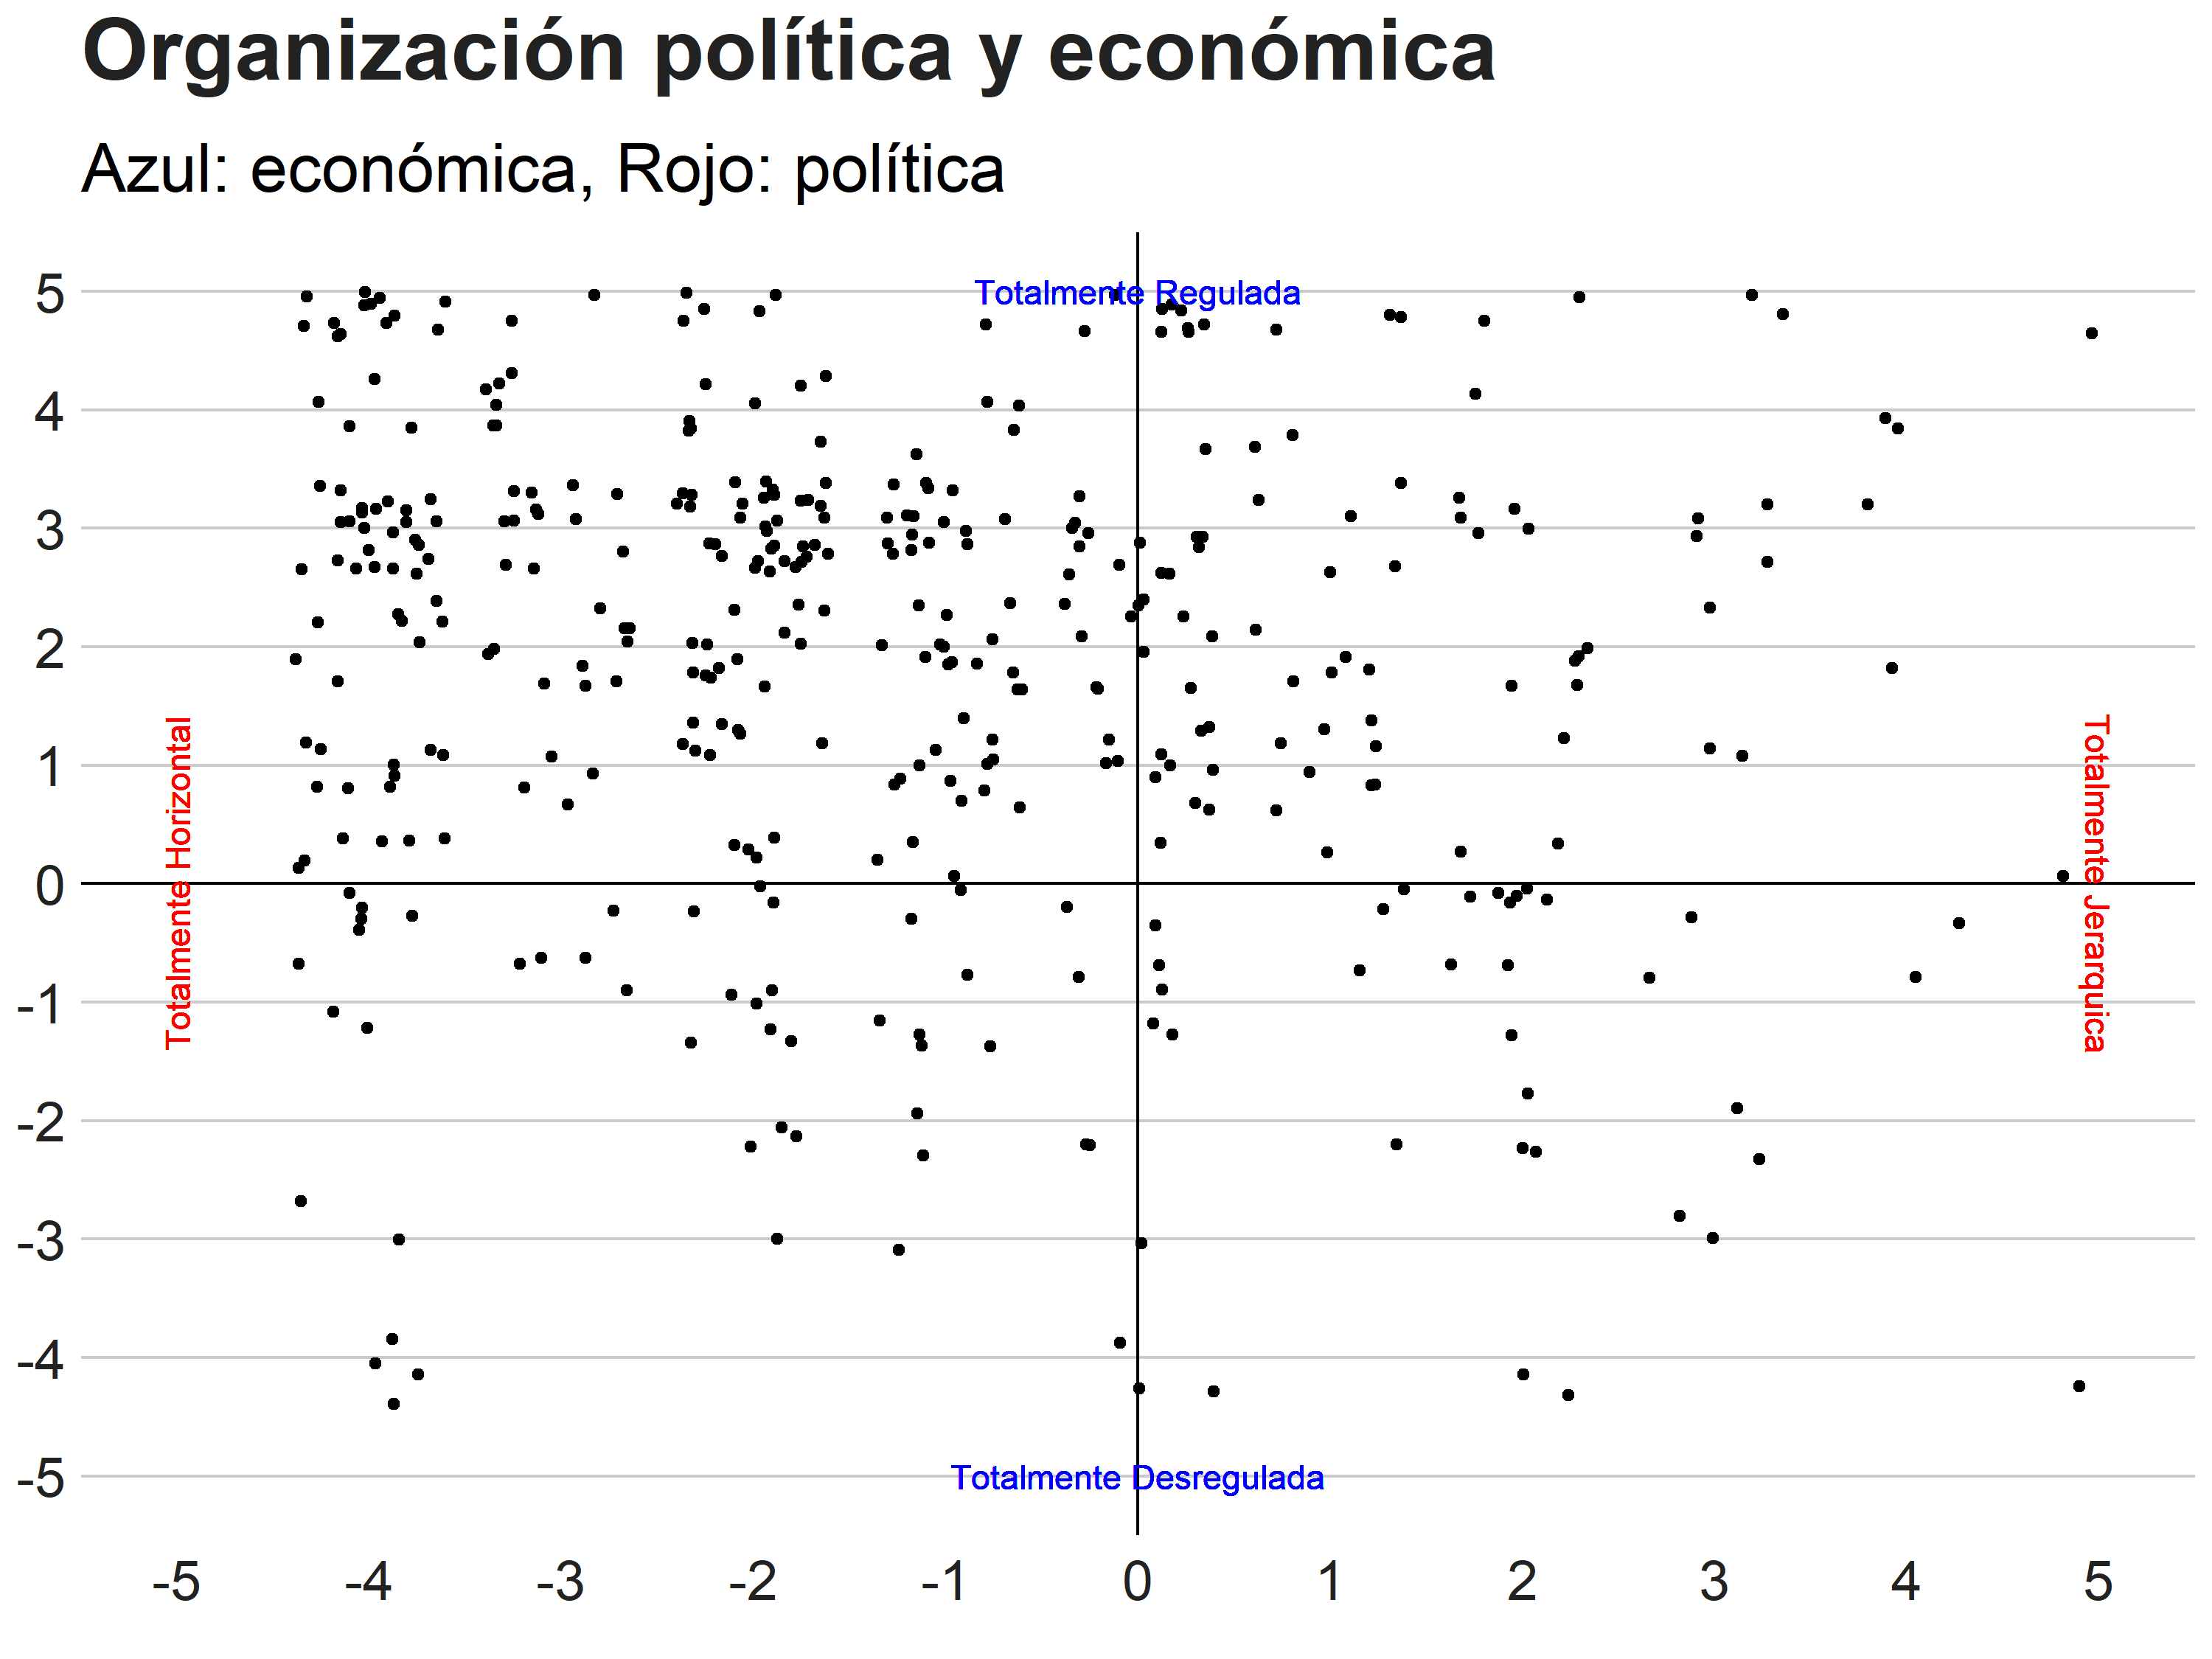 Organización política y económica
Azul: económica, Rojo: política
Totalmente Regulada
5
4
3
2
1
0
-1
-2
-3
-4
-5
Totalmente Horizontal
Totalmente Jerarquica
Totalmente Desregulada
-5 -4 -3 -2 -1 0 1 2 3 4 5